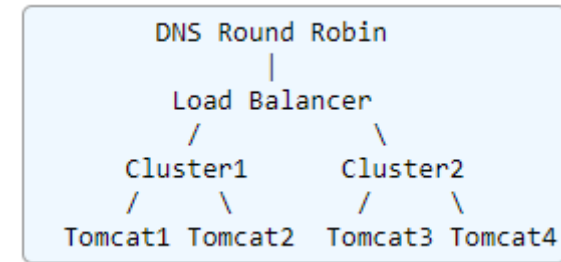 DNS Round Robin
|
Load Balancer
/ \
Cluster1 Cluster2
/ \ / \
Tomcat1 Tomcat2 Tomcat3 Tomcat4